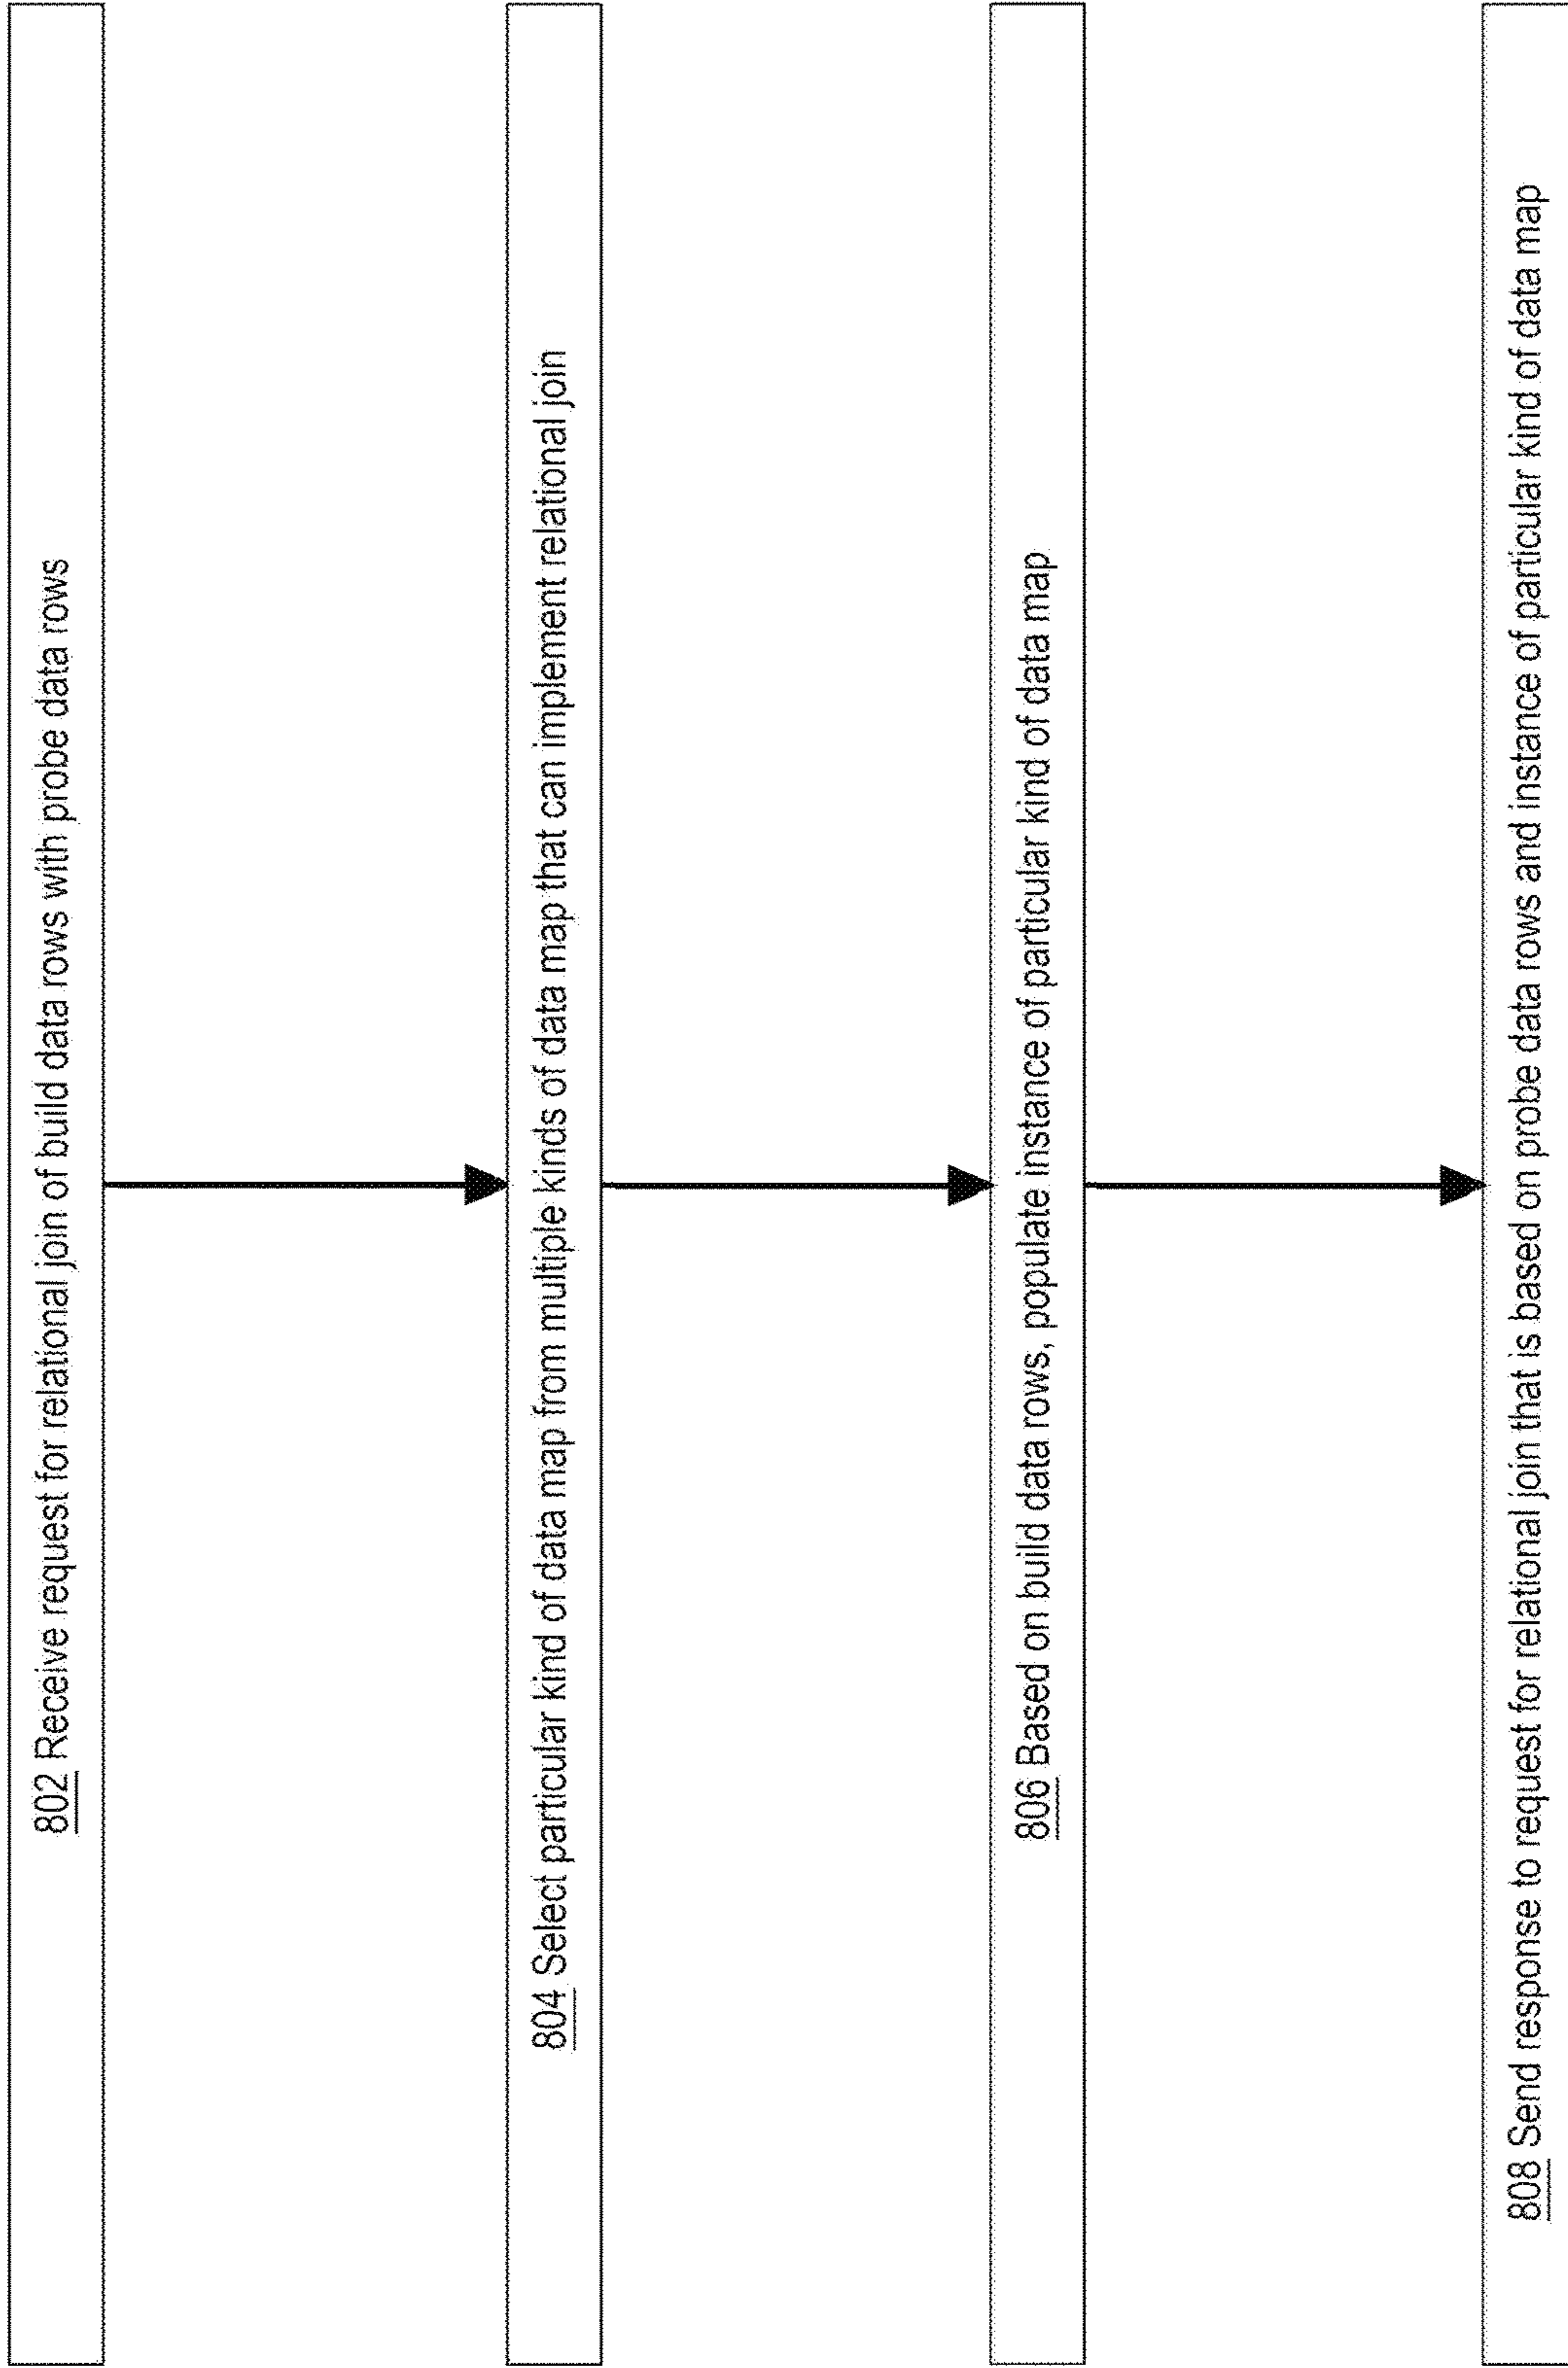 802 Receive request for relational join of build data rows with probe data rows
804 Select particular kind of data map from multiple kinds of data map that can implement relational join
806 Based on build data rows, populate instance of particular kind of data map
808 Send response to request for relational join that is based on probe data rows and instance of particular kind of data map